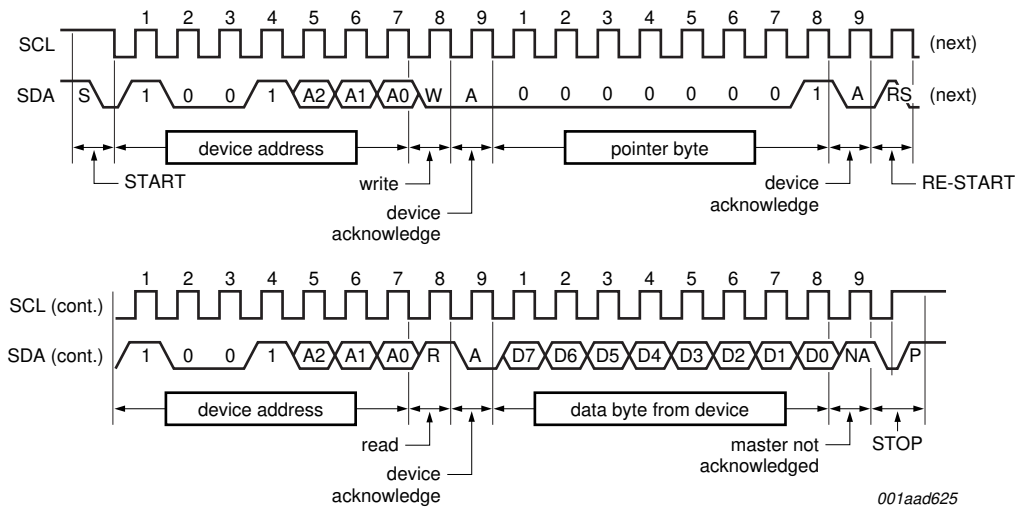 1 2 3 4 5 6 7 8 9 1 2 3 4 5 6 7 8 9
SCL (next)
SDA S 1 0 0 1 A2 A1 A0 W A 0 0 0 0 0 0 0 1 A RS (next)
device address pointer byte
START write device RE-START
device acknowledge
acknowledge
1 2 3 4 5 6 7 8 9 1 2 3 4 5 6 7 8 9
SCL (cont.)
SDA (cont.) 1 0 0 1 A2 A1 A0 R A D7 D6 D5 D4 D3 D2 D1 D0 NA P
device address data byte from device
read master not STOP
device acknowledged
acknowledge
001aad625